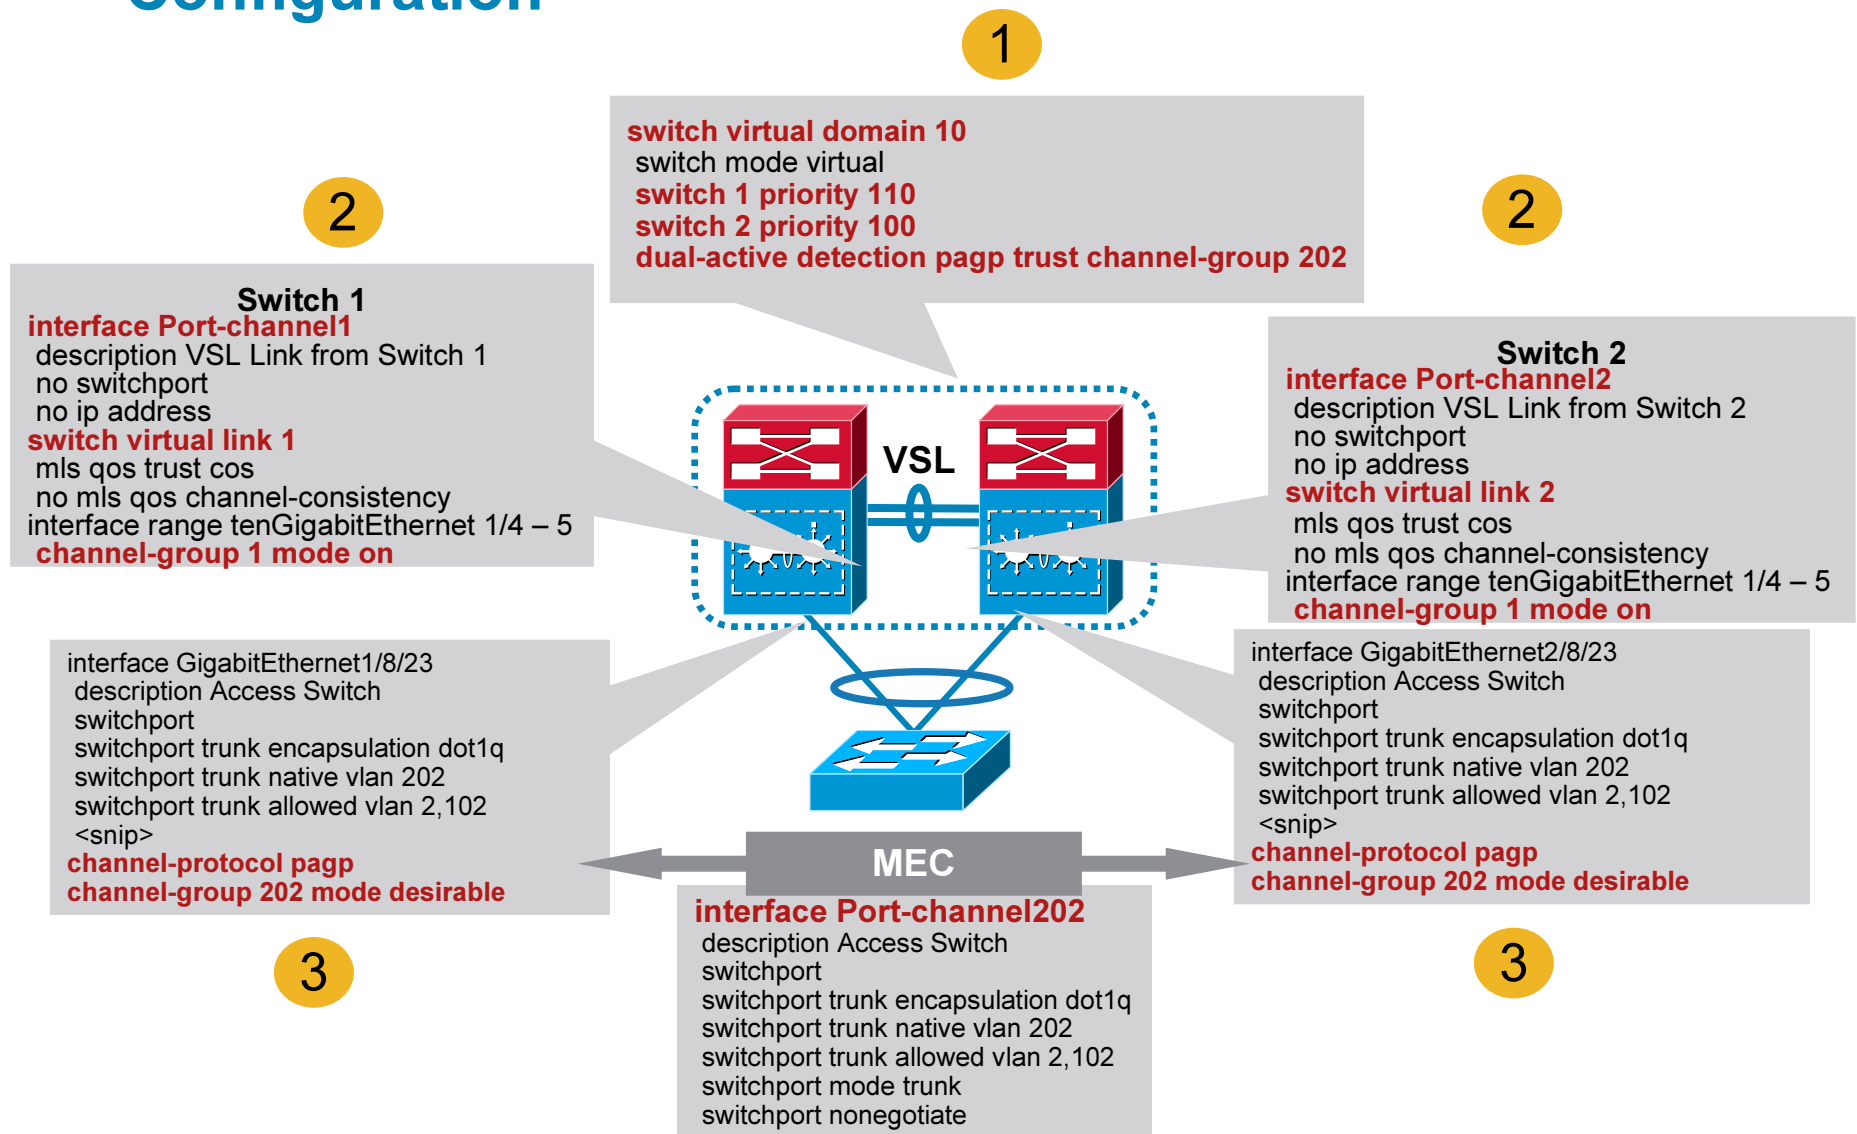 Configuration
1
switch virtual domain 10
switch mode virtual
switch 1 priority 110
switch 2 priority 100
dual-active detection pagp trust channel-group 202
2
Switch 1
interface Port-channel1
description VSL Link from Switch 1
no switchport
no ip address
switch virtual link 1
mls qos trust cos
no mls qos channel-consistency
interface range tenGigabitEthernet 1/4 – 5
channel-group 1 mode on
2
Switch 2
interface Port-channel2
description VSL Link from Switch 2
no switchport
no ip address
switch virtual link 2
mls qos trust cos
no mls qos channel-consistency
interface range tenGigabitEthernet 1/4 – 5
channel-group 1 mode on
VSL
interface GigabitEthernet1/8/23
description Access Switch
switchport
switchport trunk encapsulation dot1q
switchport trunk native vlan 202
switchport trunk allowed vlan 2,102
<snip>
channel-protocol pagp
channel-group 202 mode desirable
3
interface GigabitEthernet2/8/23
description Access Switch
switchport
switchport trunk encapsulation dot1q
switchport trunk native vlan 202
switchport trunk allowed vlan 2,102
<snip>
channel-protocol pagp
channel-group 202 mode desirable
3
MEC
interface Port-channel202
description Access Switch
switchport
switchport trunk encapsulation dot1q
switchport trunk native vlan 202
switchport trunk allowed vlan 2,102
switchport mode trunk
switchport nonegotiate